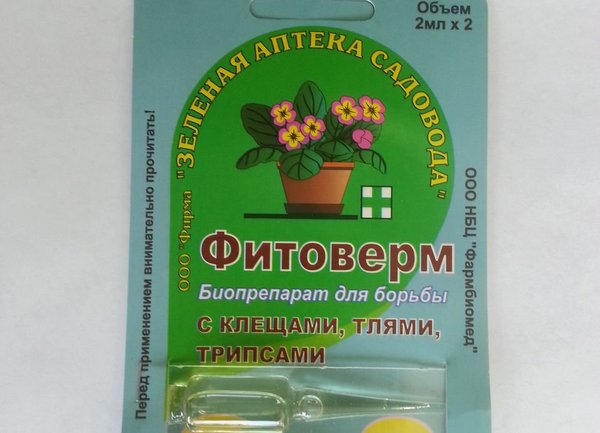 Объем
2мл х 2
ООО "Фирма "ЗЕЛЕНАЯ АПТЕКА САДОВОДА"
Перед применением внимательно прочитать!
ООО НБЦ "Фармбиомед"
Фитоверм
Биопрепарат для борьбы
С КЛЕЩАМИ, ТЛЯМИ,
ТРИПСАМИ